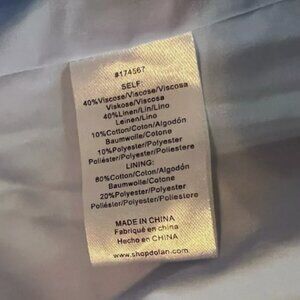 #174567
SELF:
40%Viscose/Viscose/Viscosa
Viskose/Viscosa
40%Linen/Lin/Lino
Leinen/Lino
10%Cotton/Coton/Algodón
Baumwolle/Cotone
10%Polyester/Polyester
Poliéster/Polyester/Poliestere
LINING:
80%Cotton/Coton/Algodón
Baumwolle/Cotone
20%Polyester/Polyester
Poliéster/Polyester/Poliestere
MADE IN CHINA
Fabriqué en china
Hecho en CHINA
www.shopdolan.com